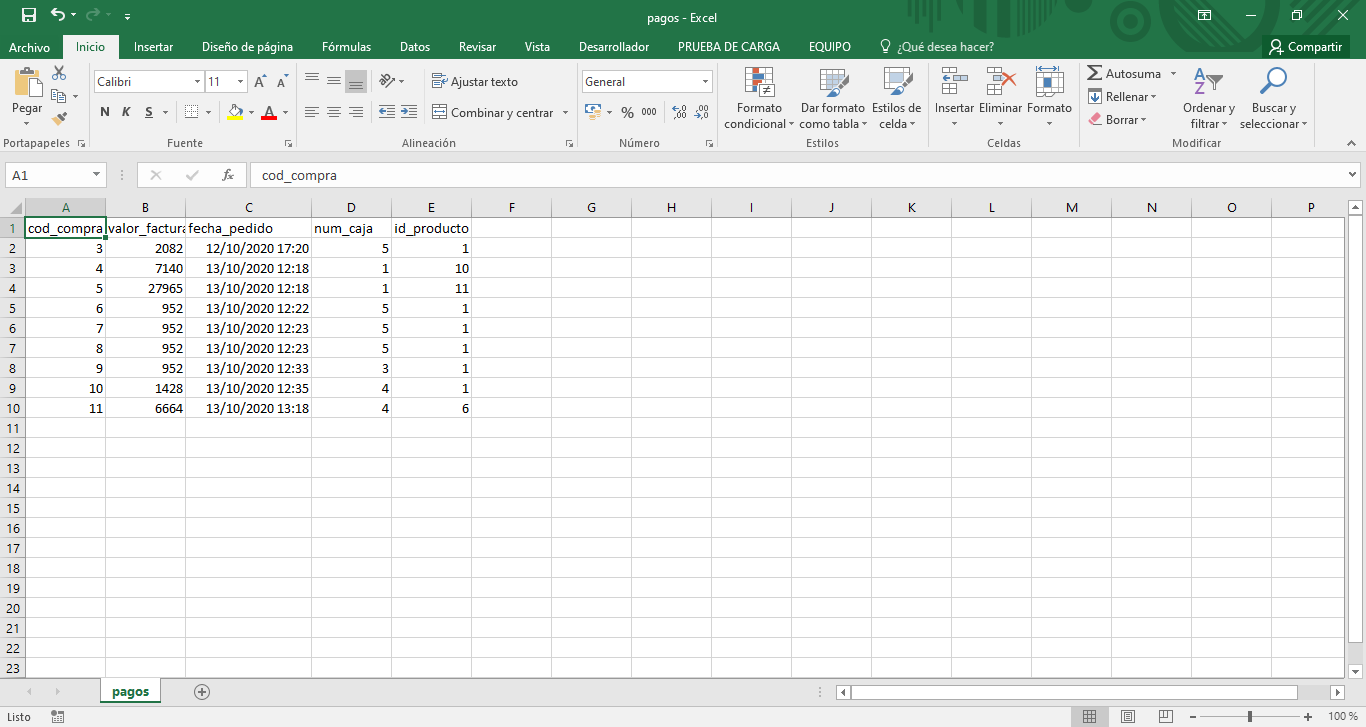 pagos - Excel
Archivo Inicio Insertar Diseño de página Fórmulas Datos Revisar Vista Desarrollador PRUEBA DE CARGA EQUIPO ¿Qué desea hacer? Compartir
Pegar
Portapapeles
Calibri 11
N K S
Fuente
Ajustar texto
Combinar y centrar
Alineación
General
% 000
Número
Formato condicional
Dar formato como tabla
Estilos de celda
Estilos
Insertar Eliminar Formato
Celdas
Autosuma
Rellenar
Borrar
Ordenar y filtrar
Buscar y seleccionar
Modificar
A1 fx cod_compra
A B C D E F G H I J K L M N O P
1 cod_compra valor_factura fecha_pedido num_caja id_producto
2 3 2082 12/10/2020 17:20 5 1
3 4 7140 13/10/2020 12:18 1 10
4 5 27965 13/10/2020 12:18 1 11
5 6 952 13/10/2020 12:22 5 1
6 7 952 13/10/2020 12:23 5 1
7 8 952 13/10/2020 12:23 5 1
8 9 952 13/10/2020 12:33 3 1
9 10 1428 13/10/2020 12:35 4 1
10 11 6664 13/10/2020 13:18 4 6
11
12
13
14
15
16
17
18
19
20
21
22
23
pagos
Listo 100 %